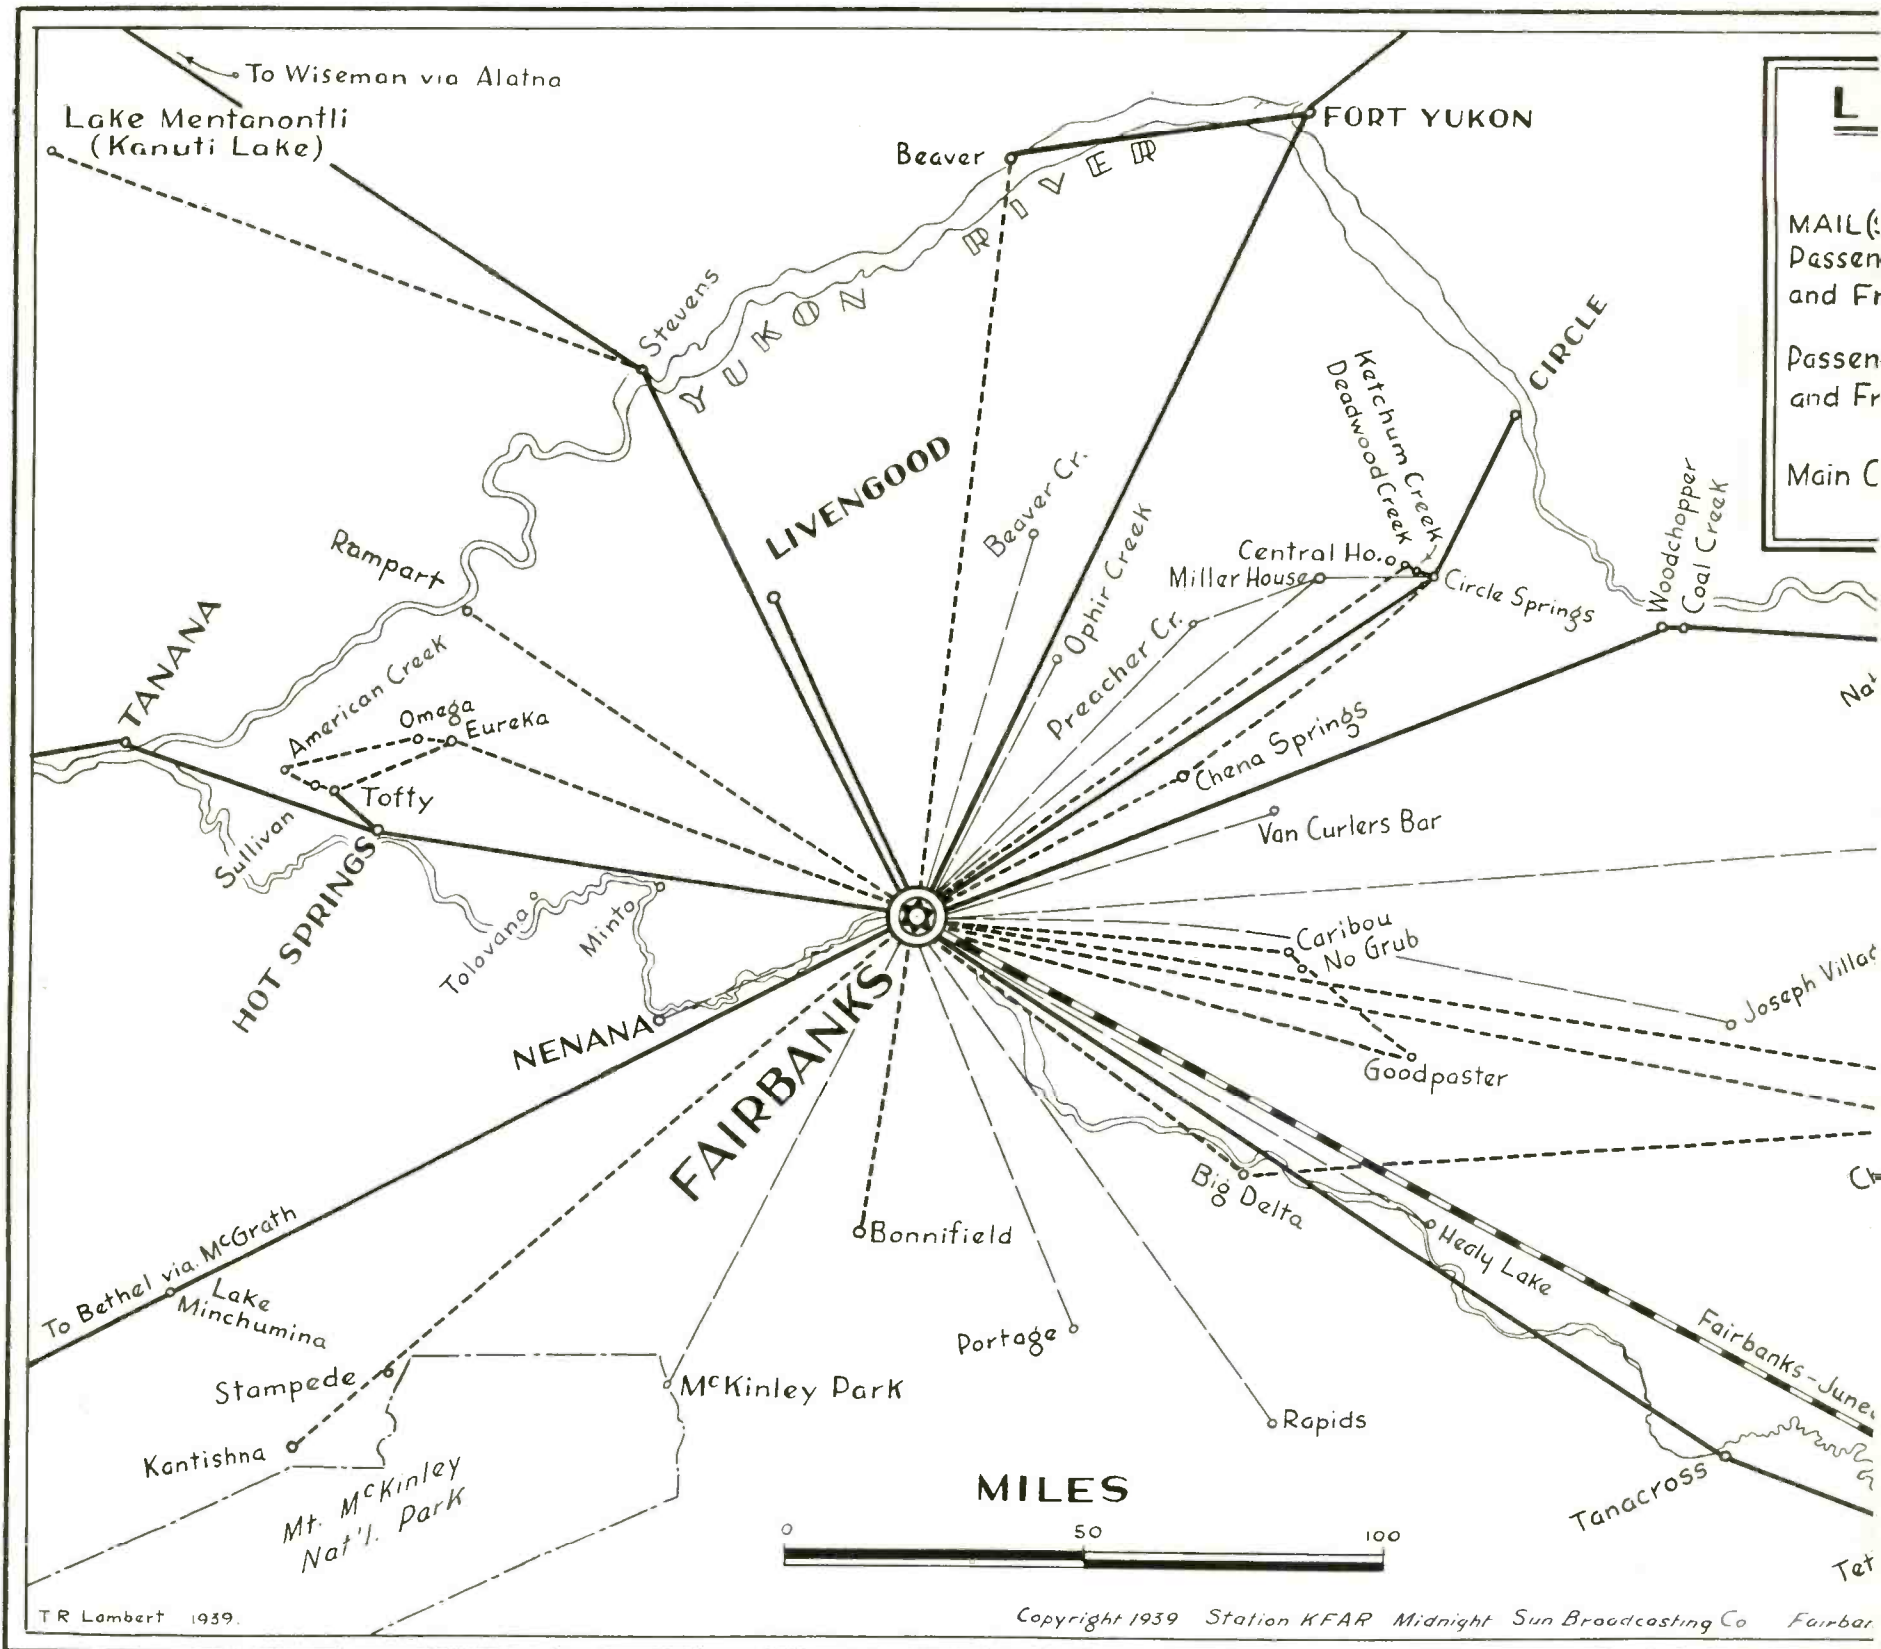 To Wiseman via Alatna
Lake Mentanontli
(Kanuti Lake)
Beaver
FORT YUKON
YUKON RIVER
L
MAIL(
Passen
and Fr
Passen
and Fr
Main C
Stevens
CIRCLE
LIVENGOOD
Beaver Cr.
Ophir Creek
Ketchum Creek
Deadwood Creek
Central Ho.
Miller House
Circle Springs
Preacher Cr.
Woodchopper
Coal Creek
Rampart
TANANA
American Creek
Omega
Eureka
Tofty
Sullivan
HOT SPRINGS
Tolovana
Minto
NENANA
FAIRBANKS
Chena Springs
Van Curlers Bar
Nat
Caribou
No Grub
Joseph Villag
Goodpaster
Big Delta
Healy Lake
Ch
Bonnifield
Portage
Rapids
To Bethel via. McGrath
Lake
Minchumina
Stampede
Kantishna
McKinley Park
Mt. McKinley
Nat'l. Park
Fairbanks-June
Tanacross
Tet
MILES
0 50 100
T R Lambert 1939.
Copyright 1939 Station KFAR Midnight Sun Broadcasting Co Fairban